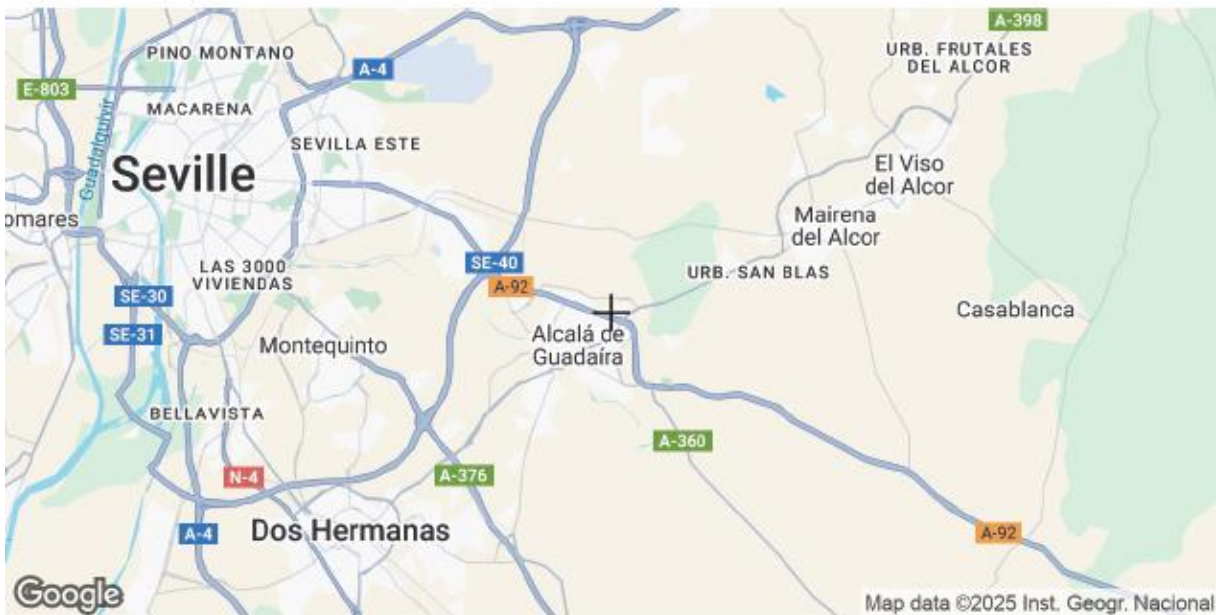 A-398
PINO MONTANO
A-4
URB. FRUTALES
DEL ALCOR
E-803
MACARENA
Guadalquivir
SEVILLA ESTE
Seville
El Viso
del Alcor
omares
Mairena
del Alcor
LAS 3000
VIVIENDAS
SE-40
URB. SAN BLAS
A-92
SE-30
Casablanca
SE-31
Montequinto
Alcalá de
Guadaíra
BELLAVISTA
A-360
N-4
A-376
A-4
Dos Hermanas
A-92
Google
Map data ©2025 Inst. Geogr. Nacional